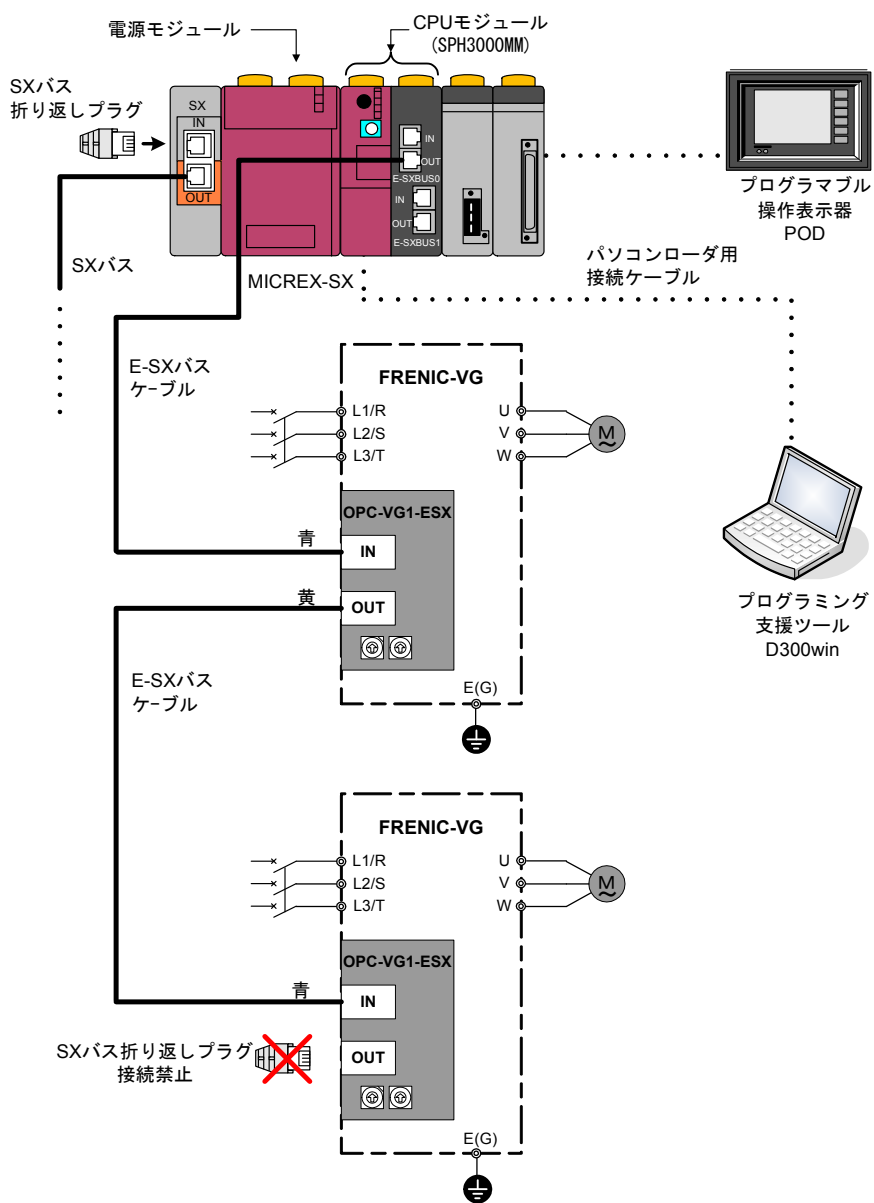 電源モジュール
CPUモジュール
(SPH3000MM)
SXバス
折り返しプラグ
SX
IN
OUT
IN
OUT
E-SXBUS0
IN
OUT
E-SXBUS1
プログラマブル
操作表示器
POD
SXバス
MICREX-SX
パソコンローダ用
接続ケーブル
E-SXバス
ケーブル
FRENIC-VG
L1/R
L2/S
L3/T
U
V
W
M
OPC-VG1-ESX
青
IN
黄
OUT
E(G)
プログラミング
支援ツール
D300win
E-SXバス
ケーブル
FRENIC-VG
L1/R
L2/S
L3/T
U
V
W
M
OPC-VG1-ESX
青
IN
SXバス折り返しプラグ
接続禁止
OUT
E(G)